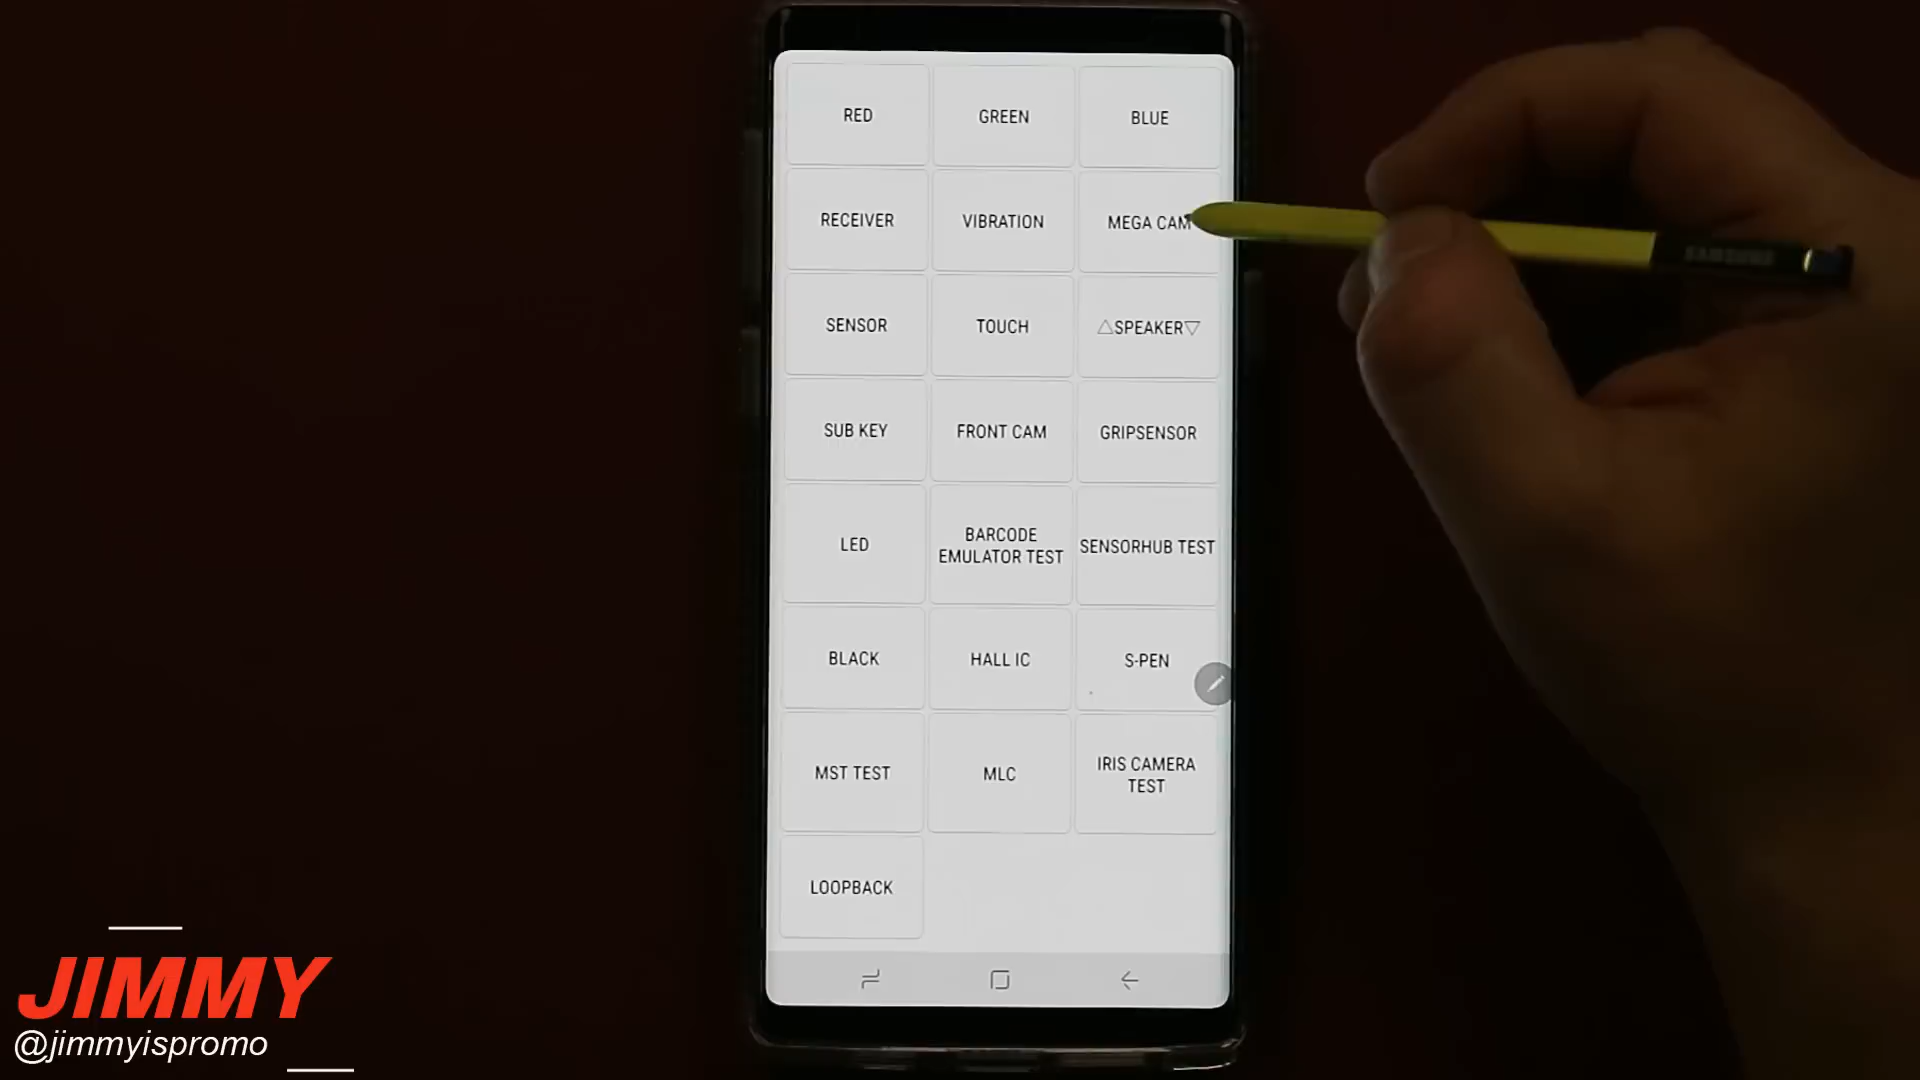 RED
GREEN
BLUE
RECEIVER
VIBRATION
MEGA CAM
SENSOR
TOUCH
△SPEAKER▽
SUB KEY
FRONT CAM
GRIPSENSOR
LED
BARCODE
EMULATOR TEST
SENSORHUB TEST
BLACK
HALL IC
S-PEN
MST TEST
MLC
IRIS CAMERA
TEST
LOOPBACK
SAMSUNG
JIMMY
@jimmyispromo